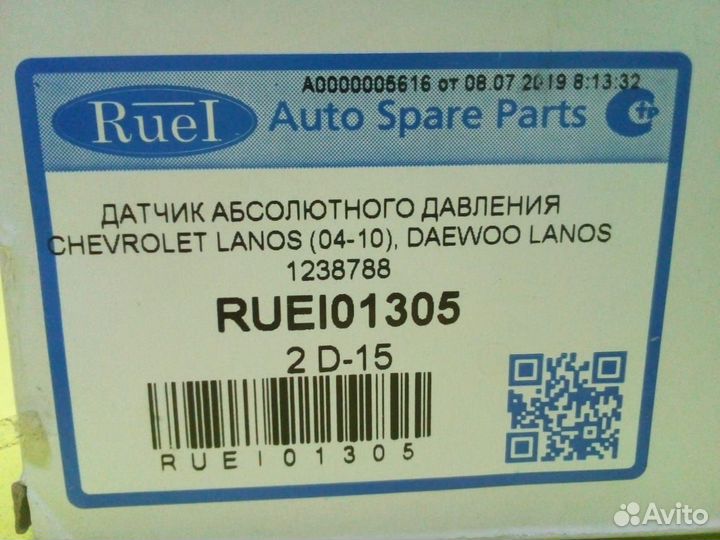 A0000005616 от 08.07 2019 8:13:32
RueI Auto Spare Parts
ДАТЧИК АБСОЛЮТНОГО ДАВЛЕНИЯ
CHEVROLET LANOS (04-10), DAEWOO LANOS
1238788
RUEI01305
2 D-15
RUEI01305
Avito